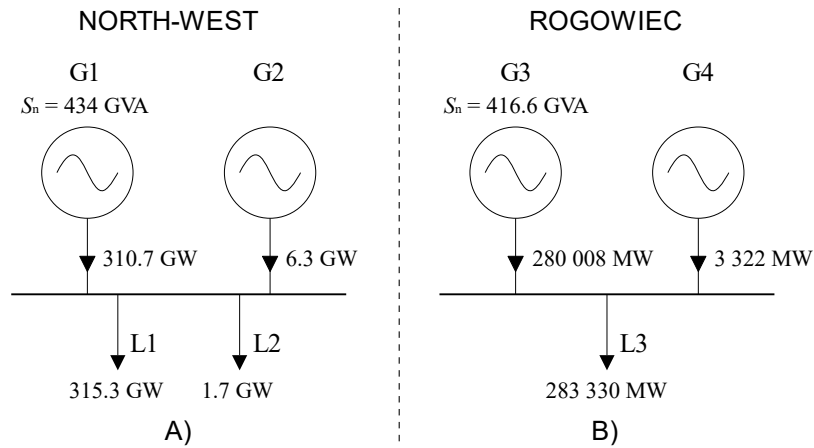 NORTH-WEST
G1
G2
Sn = 434 GVA
310.7 GW
6.3 GW
L1
L2
315.3 GW
1.7 GW
A)
ROGOWIEC
G3
G4
Sn = 416.6 GVA
280 008 MW
3 322 MW
L3
283 330 MW
B)